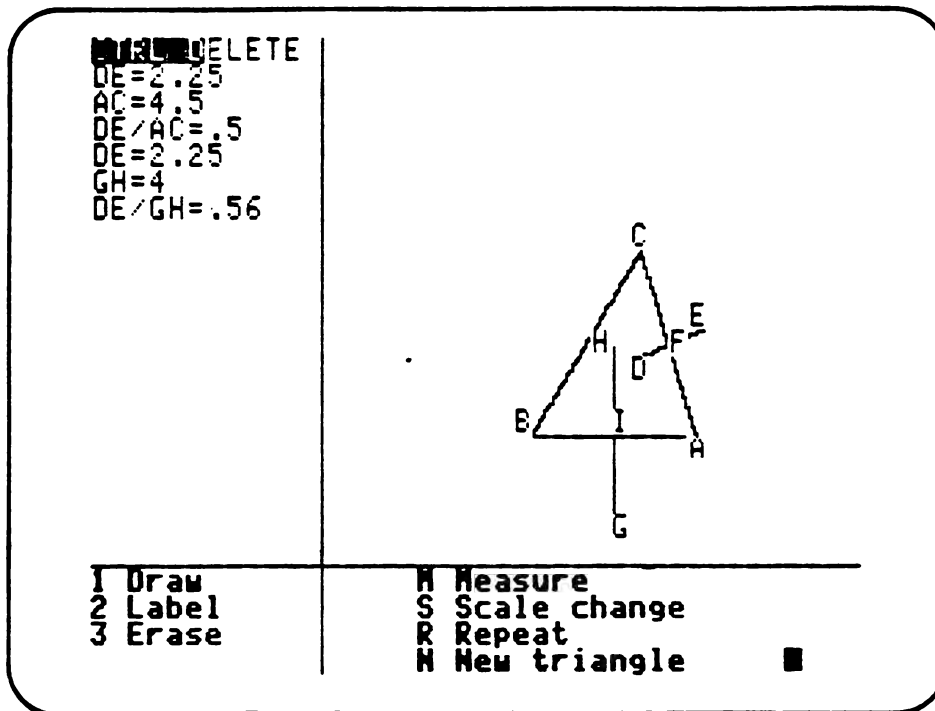 DELETE
DE=2.25
AC=4.5
DE/AC=.5
DE=2.25
GH=4
DE/GH=.56
C
E
H
F
D
B
I
A
G
1 Draw
2 Label
3 Erase
M Measure
S Scale change
R Repeat
N New triangle